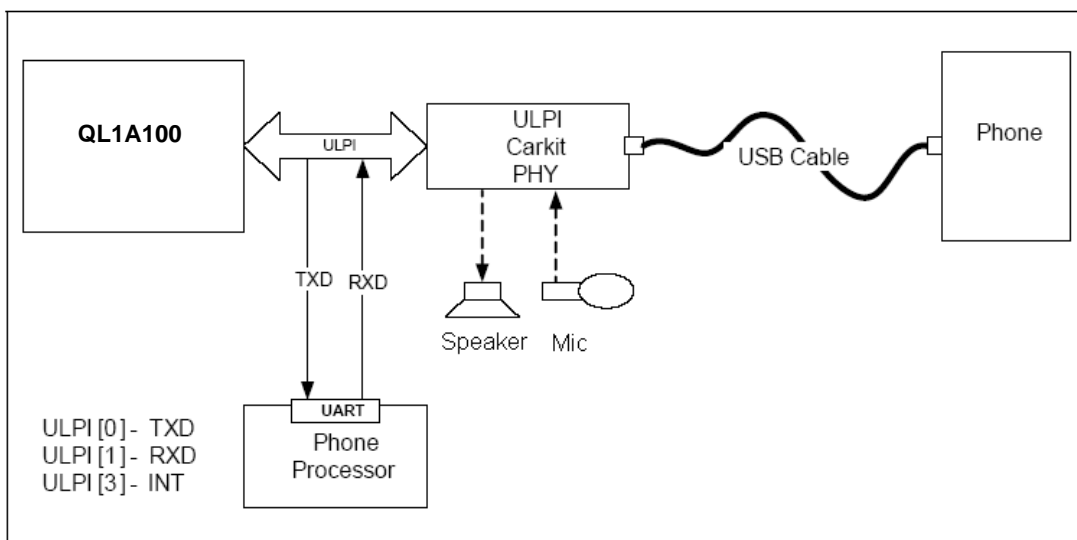 QL1A100
ULPI
ULPI
Carkit
PHY
USB Cable
Phone
TXD
RXD
Speaker
Mic
UART
Phone
Processor
ULPI [0] - TXD
ULPI [1] - RXD
ULPI [3] - INT